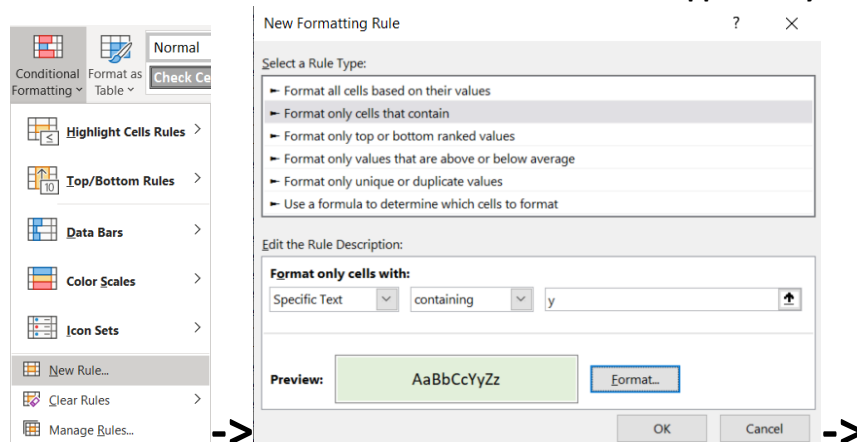 Normal
Conditional Formatting ˅
Format as Table ˅
Check Ce
Highlight Cells Rules >
Top/Bottom Rules >
Data Bars >
Color Scales >
Icon Sets >
New Rule...
Clear Rules >
Manage Rules...
->
New Formatting Rule ? ×
Select a Rule Type:
► Format all cells based on their values
► Format only cells that contain
► Format only top or bottom ranked values
► Format only values that are above or below average
► Format only unique or duplicate values
► Use a formula to determine which cells to format
Edit the Rule Description:
Format only cells with:
Specific Text containing y
Preview: AaBbCcYyZz Format...
OK Cancel
->